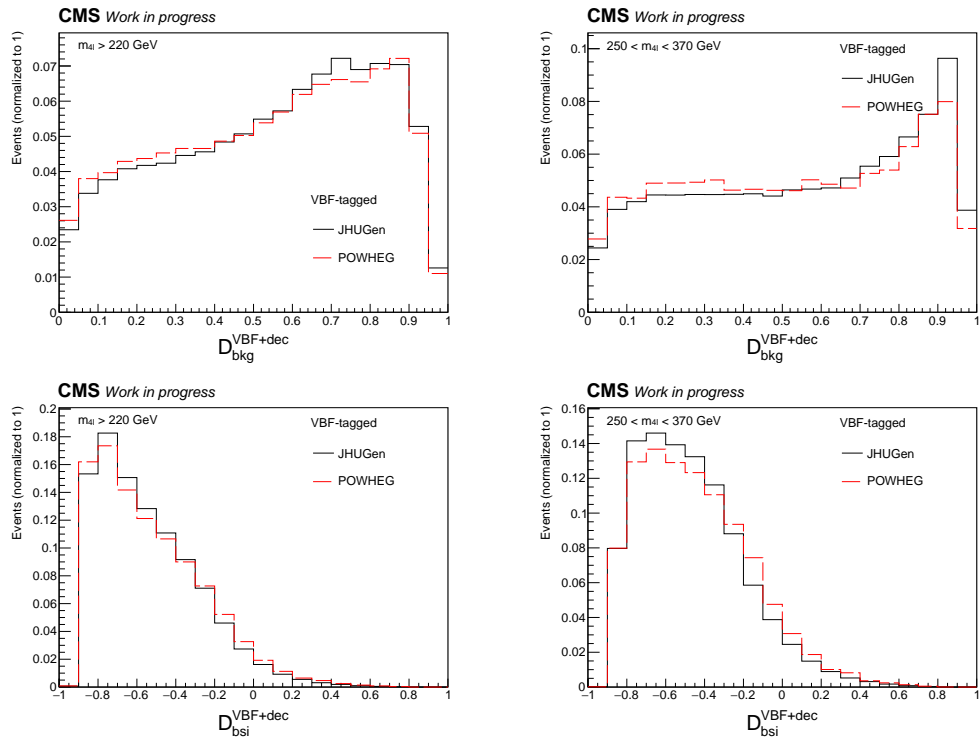 CMS Work in progress
m4l > 220 GeV
VBF-tagged
JHUGen
POWHEG
Events (normalized to 1)
0.07
0.06
0.05
0.04
0.03
0.02
0.01
0
0 0.1 0.2 0.3 0.4 0.5 0.6 0.7 0.8 0.9 1
D VBF+dec bkg
CMS Work in progress
250 < m4l < 370 GeV
VBF-tagged
JHUGen
POWHEG
Events (normalized to 1)
0.1
0.08
0.06
0.04
0.02
0
0 0.1 0.2 0.3 0.4 0.5 0.6 0.7 0.8 0.9 1
D VBF+dec bkg
CMS Work in progress
m4l > 220 GeV
VBF-tagged
JHUGen
POWHEG
Events (normalized to 1)
0.2
0.18
0.16
0.14
0.12
0.1
0.08
0.06
0.04
0.02
0
−1 −0.8 −0.6 −0.4 −0.2 0 0.2 0.4 0.6 0.8 1
D VBF+dec bsi
CMS Work in progress
250 < m4l < 370 GeV
VBF-tagged
JHUGen
POWHEG
Events (normalized to 1)
0.16
0.14
0.12
0.1
0.08
0.06
0.04
0.02
0
−1 −0.8 −0.6 −0.4 −0.2 0 0.2 0.4 0.6 0.8 1
D VBF+dec bsi